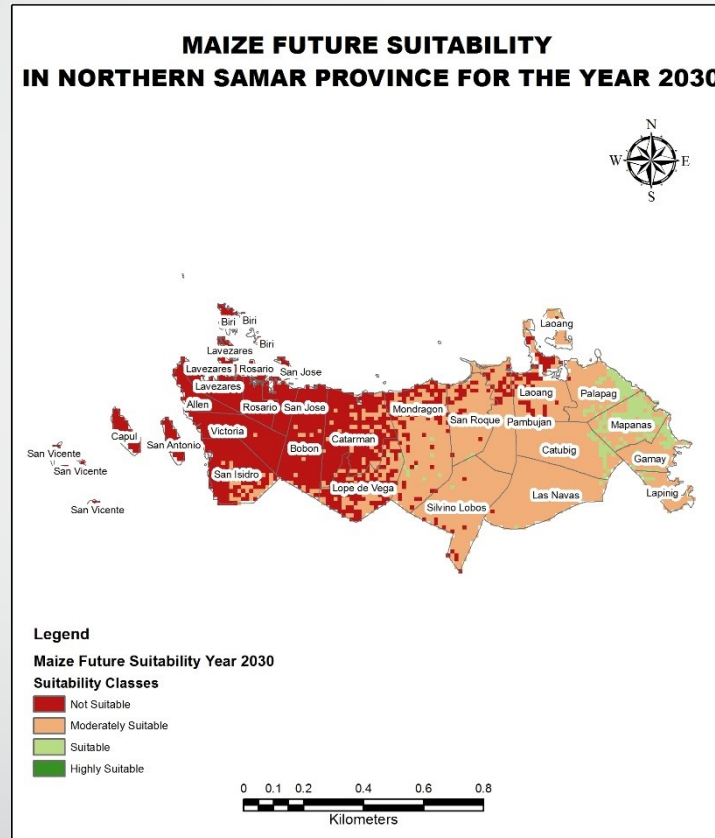 MAIZE FUTURE SUITABILITY
IN NORTHERN SAMAR PROVINCE FOR THE YEAR 2030
N
W E
S
Laoang
Biri
Biri
Biri
Lavezares
Lavezares Rosario
San Jose
Lavezares
Laoang
Palapag
Allen
Rosario
San Jose
Mondragon
San Roque
Pambujan
Mapanas
Capul
San Antonio
Victoria
Catarman
Bobon
Catubig
San Vicente
San Vicente
Gamay
San Isidro
Lope de Vega
Lapinig
Las Navas
San Vicente
Silvino Lobos
Legend
Maize Future Suitability Year 2030
Suitability Classes
Not Suitable
Moderately Suitable
Suitable
Highly Suitable
0 0.1 0.2 0.4 0.6 0.8
Kilometers